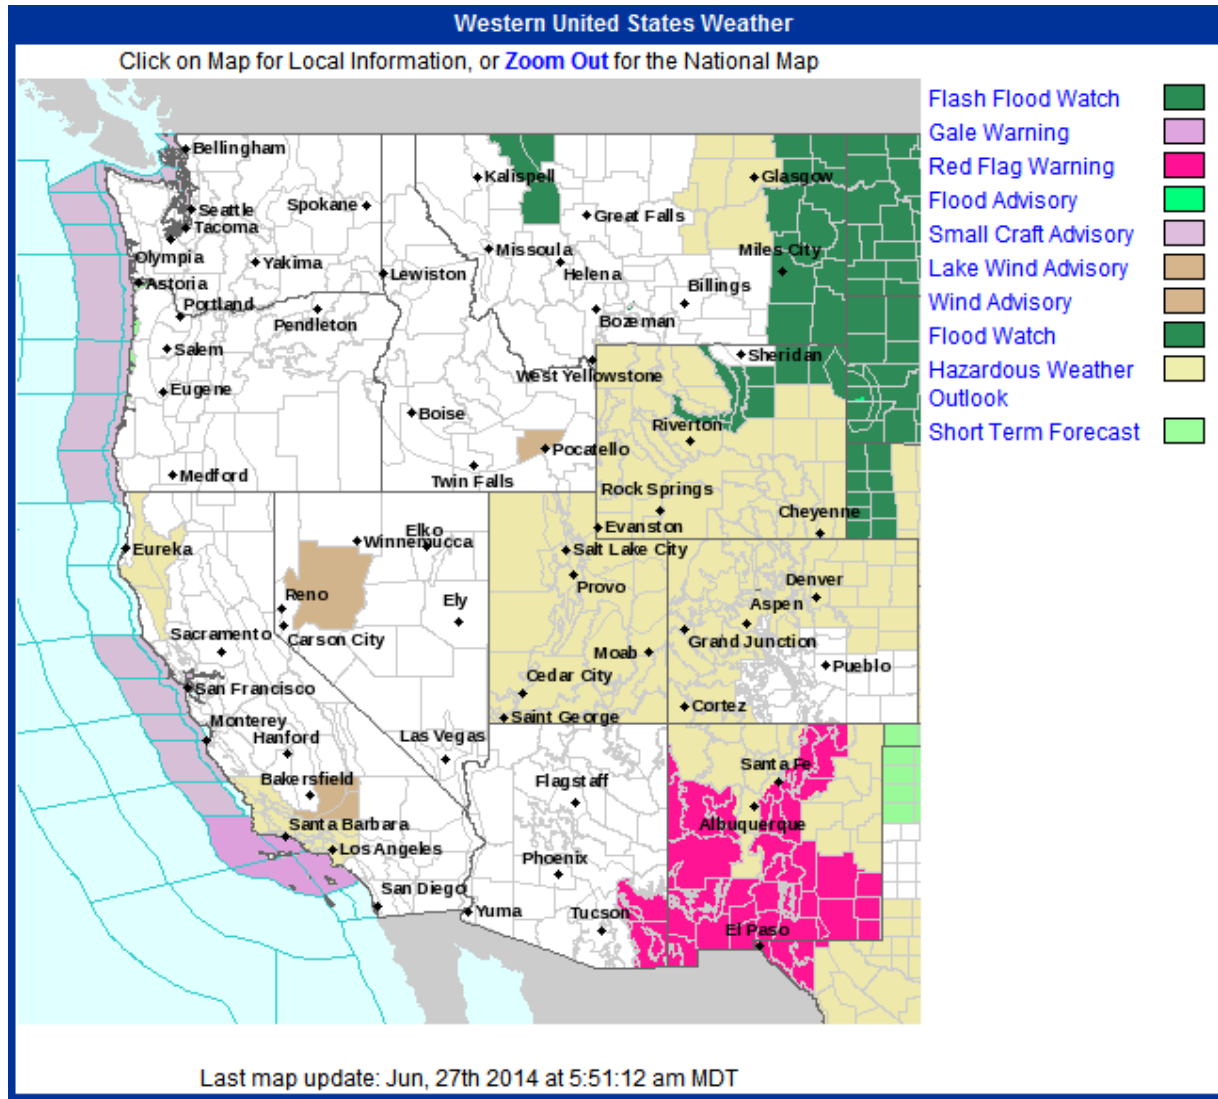 Western United States Weather
Click on Map for Local Information, or Zoom Out for the National Map
Flash Flood Watch
Gale Warning
Red Flag Warning
Flood Advisory
Small Craft Advisory
Lake Wind Advisory
Wind Advisory
Flood Watch
Hazardous Weather
Outlook
Short Term Forecast
Bellingham
Kalispell
Glasgow
Seattle
Spokane
Great Falls
Tacoma
Olympia
Missoula
Miles City
Yakima
Lewiston
Helena
Astoria
Billings
Portland
Pendleton
Bozeman
Salem
Sheridan
West Yellowstone
Eugene
Boise
Riverton
Pocatello
Medford
Twin Falls
Rock Springs
Cheyenne
Evanston
Elko
Winnemucca
Eureka
Salt Lake City
Provo
Denver
Reno
Ely
Aspen
Sacramento
Carson City
Grand Junction
Moab
Pueblo
Cedar City
San Francisco
Cortez
Saint George
Monterey
Hanford
Las Vegas
Santa Fe
Bakersfield
Flagstaff
Santa Barbara
Albuquerque
Los Angeles
Phoenix
San Diego
Yuma
Tucson
El Paso
Last map update: Jun, 27th 2014 at 5:51:12 am MDT